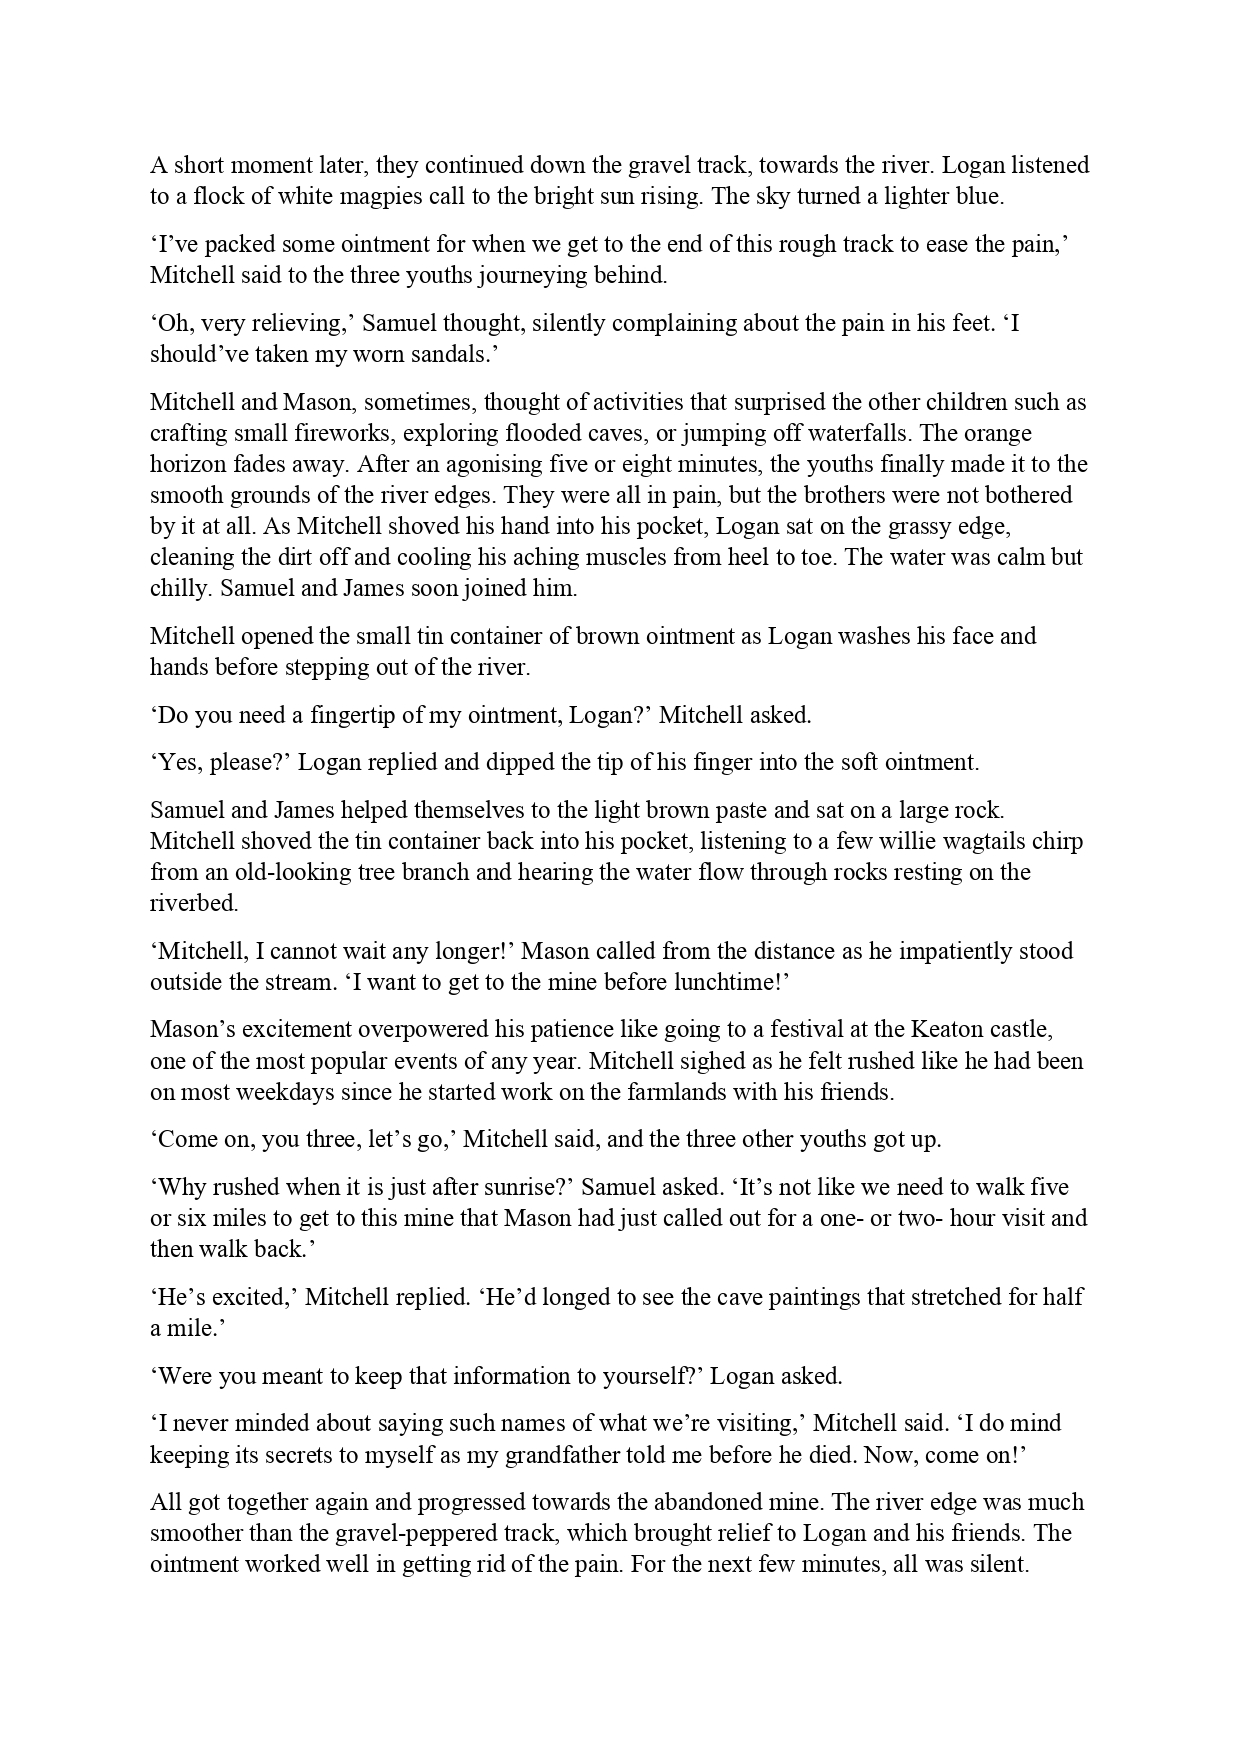 A short moment later, they continued down the gravel track, towards the river. Logan listened
to a flock of white magpies call to the bright sun rising. The sky turned a lighter blue.
‘I’ve packed some ointment for when we get to the end of this rough track to ease the pain,’
Mitchell said to the three youths journeying behind.
‘Oh, very relieving,’ Samuel thought, silently complaining about the pain in his feet. ‘I
should’ve taken my worn sandals.’
Mitchell and Mason, sometimes, thought of activities that surprised the other children such as
crafting small fireworks, exploring flooded caves, or jumping off waterfalls. The orange
horizon fades away. After an agonising five or eight minutes, the youths finally made it to the
smooth grounds of the river edges. They were all in pain, but the brothers were not bothered
by it at all. As Mitchell shoved his hand into his pocket, Logan sat on the grassy edge,
cleaning the dirt off and cooling his aching muscles from heel to toe. The water was calm but
chilly. Samuel and James soon joined him.
Mitchell opened the small tin container of brown ointment as Logan washes his face and
hands before stepping out of the river.
‘Do you need a fingertip of my ointment, Logan?’ Mitchell asked.
‘Yes, please?’ Logan replied and dipped the tip of his finger into the soft ointment.
Samuel and James helped themselves to the light brown paste and sat on a large rock.
Mitchell shoved the tin container back into his pocket, listening to a few willie wagtails chirp
from an old-looking tree branch and hearing the water flow through rocks resting on the
riverbed.
‘Mitchell, I cannot wait any longer!’ Mason called from the distance as he impatiently stood
outside the stream. ‘I want to get to the mine before lunchtime!’
Mason’s excitement overpowered his patience like going to a festival at the Keaton castle,
one of the most popular events of any year. Mitchell sighed as he felt rushed like he had been
on most weekdays since he started work on the farmlands with his friends.
‘Come on, you three, let’s go,’ Mitchell said, and the three other youths got up.
‘Why rushed when it is just after sunrise?’ Samuel asked. ‘It’s not like we need to walk five
or six miles to get to this mine that Mason had just called out for a one- or two- hour visit and
then walk back.’
‘He’s excited,’ Mitchell replied. ‘He’d longed to see the cave paintings that stretched for half
a mile.’
‘Were you meant to keep that information to yourself?’ Logan asked.
‘I never minded about saying such names of what we’re visiting,’ Mitchell said. ‘I do mind
keeping its secrets to myself as my grandfather told me before he died. Now, come on!’
All got together again and progressed towards the abandoned mine. The river edge was much
smoother than the gravel-peppered track, which brought relief to Logan and his friends. The
ointment worked well in getting rid of the pain. For the next few minutes, all was silent.